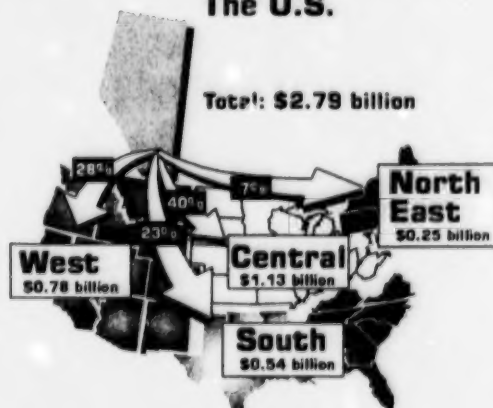 The U.S.
Total: $2.79 billion
28%
7%
40%
23%
North
East
$0.25 billion
West
$0.78 billion
Central
$1.13 billion
South
$0.54 billion